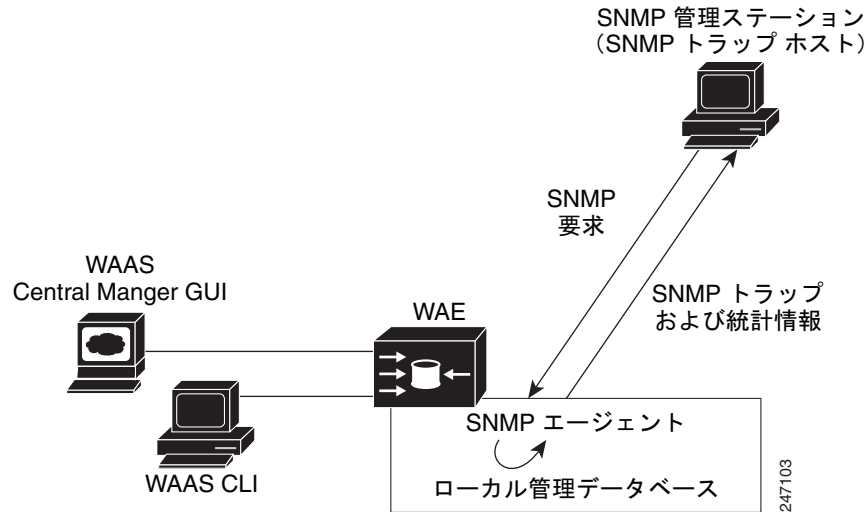 SNMP 管理ステーション
（SNMP トラップ ホスト）
SNMP
要求
WAAS
Central Manger GUI
WAE
SNMP トラップ
および統計情報
SNMP エージェント
WAAS CLI
ローカル管理データベース
247103